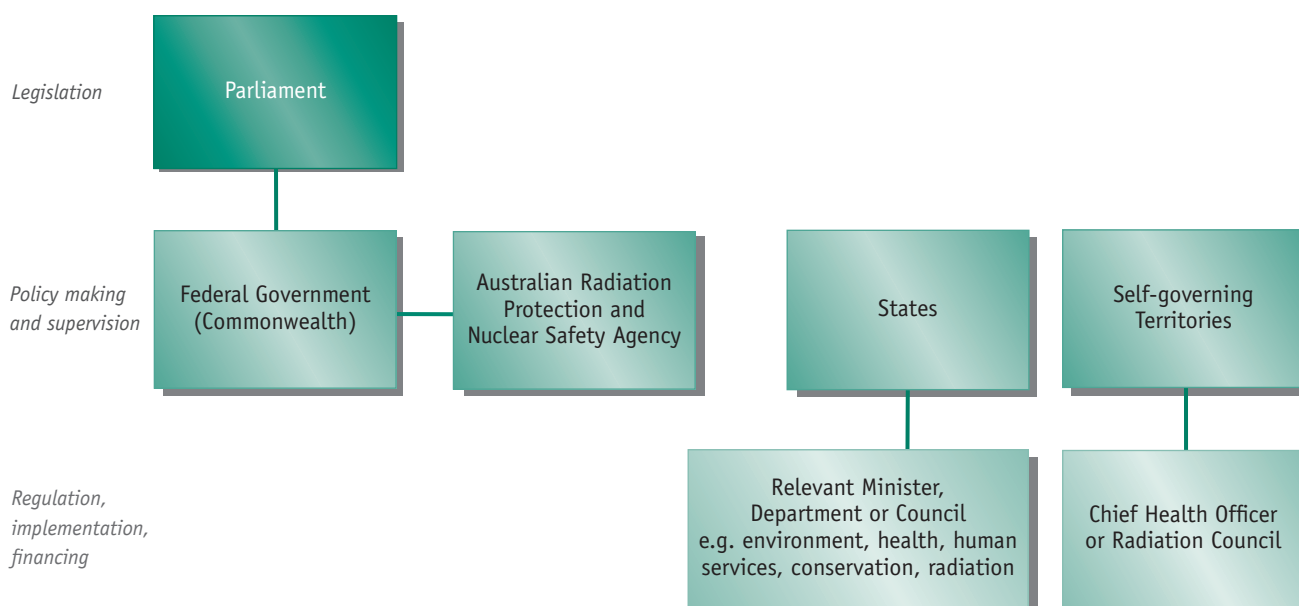 Legislation
Parliament
Policy making
and supervision
Federal Government
(Commonwealth)
Australian Radiation
Protection and
Nuclear Safety Agency
States
Self-governing
Territories
Regulation,
implementation,
financing
Relevant Minister,
Department or Council
e.g. environment, health, human
services, conservation, radiation
Chief Health Officer
or Radiation Council